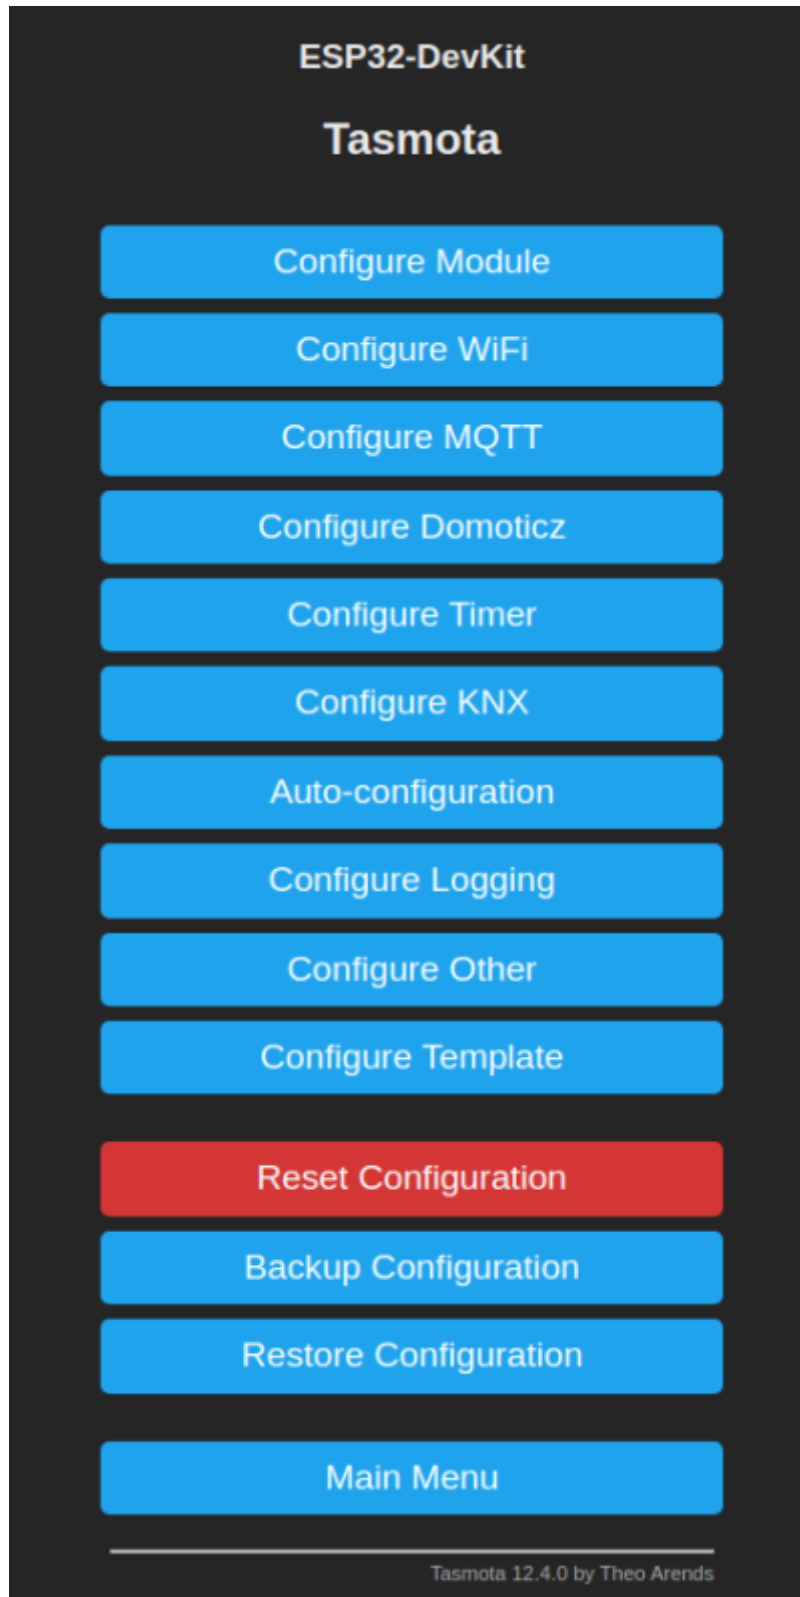 ESP32-DevKit
Tasmota
Configure Module
Configure WiFi
Configure MQTT
Configure Domoticz
Configure Timer
Configure KNX
Auto-configuration
Configure Logging
Configure Other
Configure Template
Reset Configuration
Backup Configuration
Restore Configuration
Main Menu
Tasmota 12.4.0 by Theo Arends